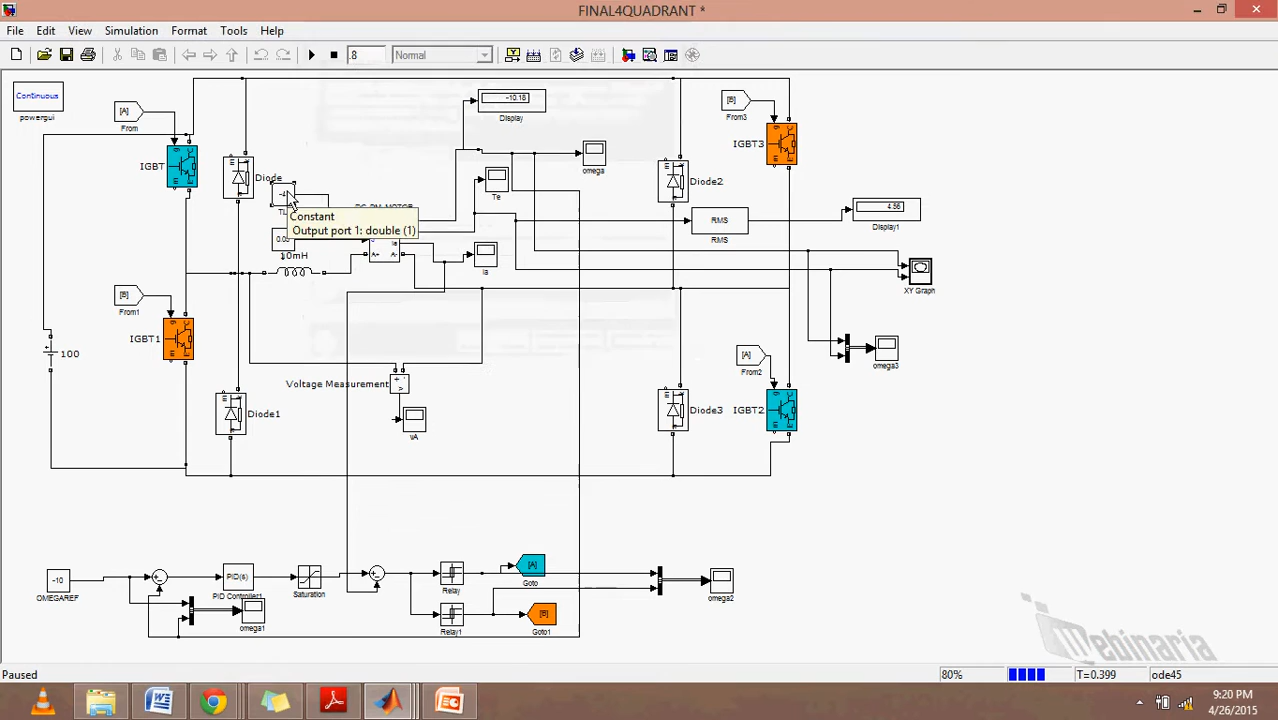 FINAL4QUADRANT *
File Edit View Simulation Format Tools Help
.8
Normal
Continuous
powergui
[A]
From
IGBT
Diode
-10.18
Display
omega
Te
[B]
From3
IGBT3
Diode2
4.56
Display1
RMS
RMS
Constant
Output port 1: double (1)
10mH
A+
A-
Ia
XY Graph
[B]
From1
IGBT1
100
Voltage Measurement
Diode1
[A]
From2
omega3
Diode3
IGBT2
-10
OMEGAREF
PID(s)
PID Controller1
omega1
Saturation
Relay
Relay1
[A]
Goto
[B]
Goto1
omega2
Webinaria
Paused
80%
T=0.399
ode45
9:20 PM
4/26/2015